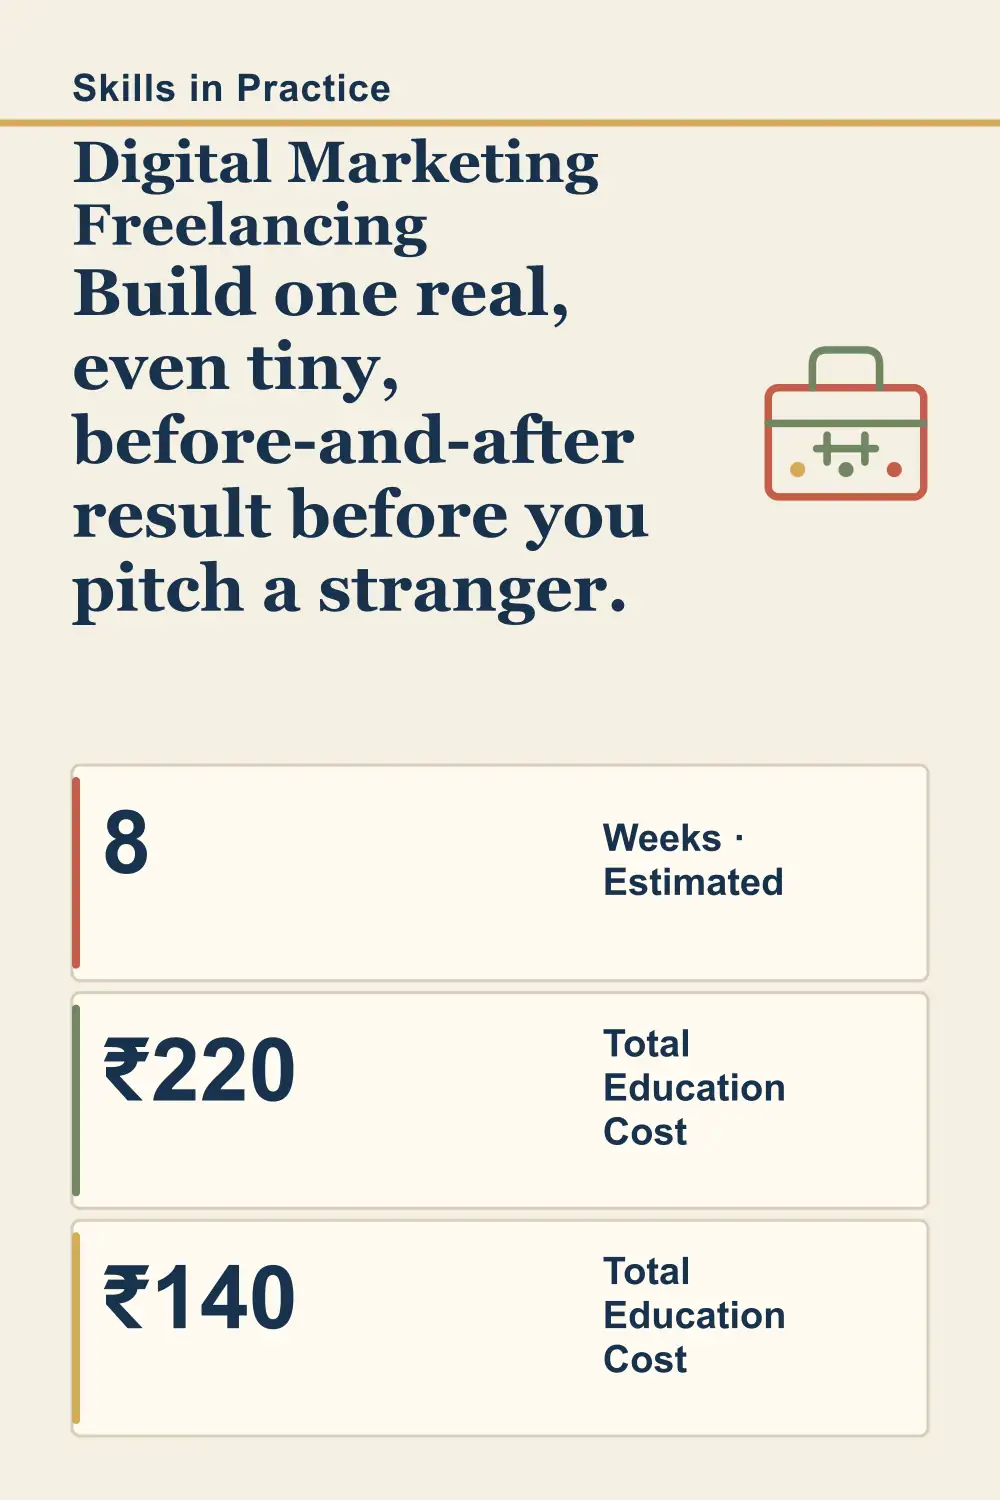 Skills in Practice
Digital Marketing
Freelancing
Build one real,
even tiny,
before-and-after
result before you
pitch a stranger.
8
Weeks ·
Estimated
₹220
Total
Education
Cost
₹140
Total
Education
Cost